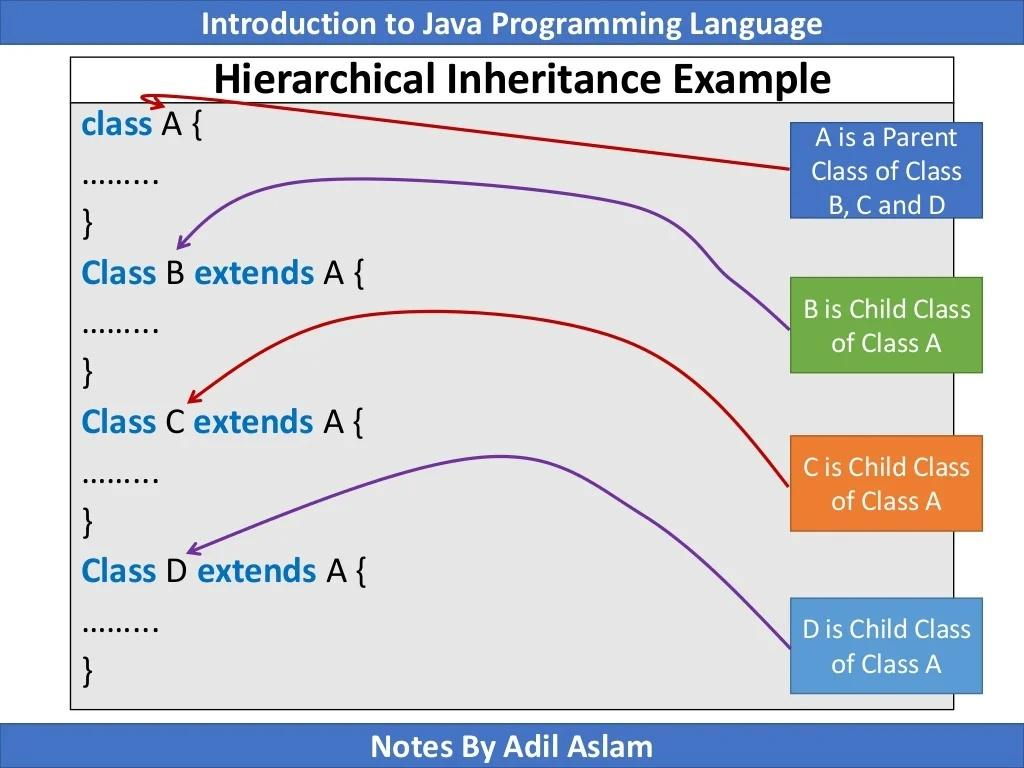 Introduction to Java Programming Language
Hierarchical Inheritance Example
class A {
.........
}
Class B extends A {
.........
}
Class C extends A {
.........
}
Class D extends A {
.........
}
A is a Parent
Class of Class
B, C and D
B is Child Class
of Class A
C is Child Class
of Class A
D is Child Class
of Class A
Notes By Adil Aslam